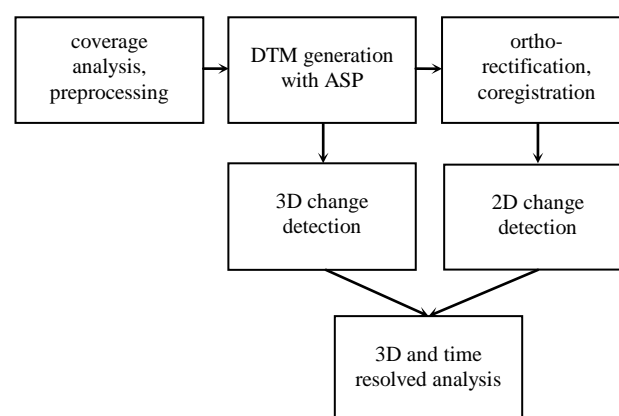 coverage
analysis,
preprocessing
DTM generation
with ASP
ortho-
rectification,
coregistration
3D change
detection
2D change
detection
3D and time
resolved analysis